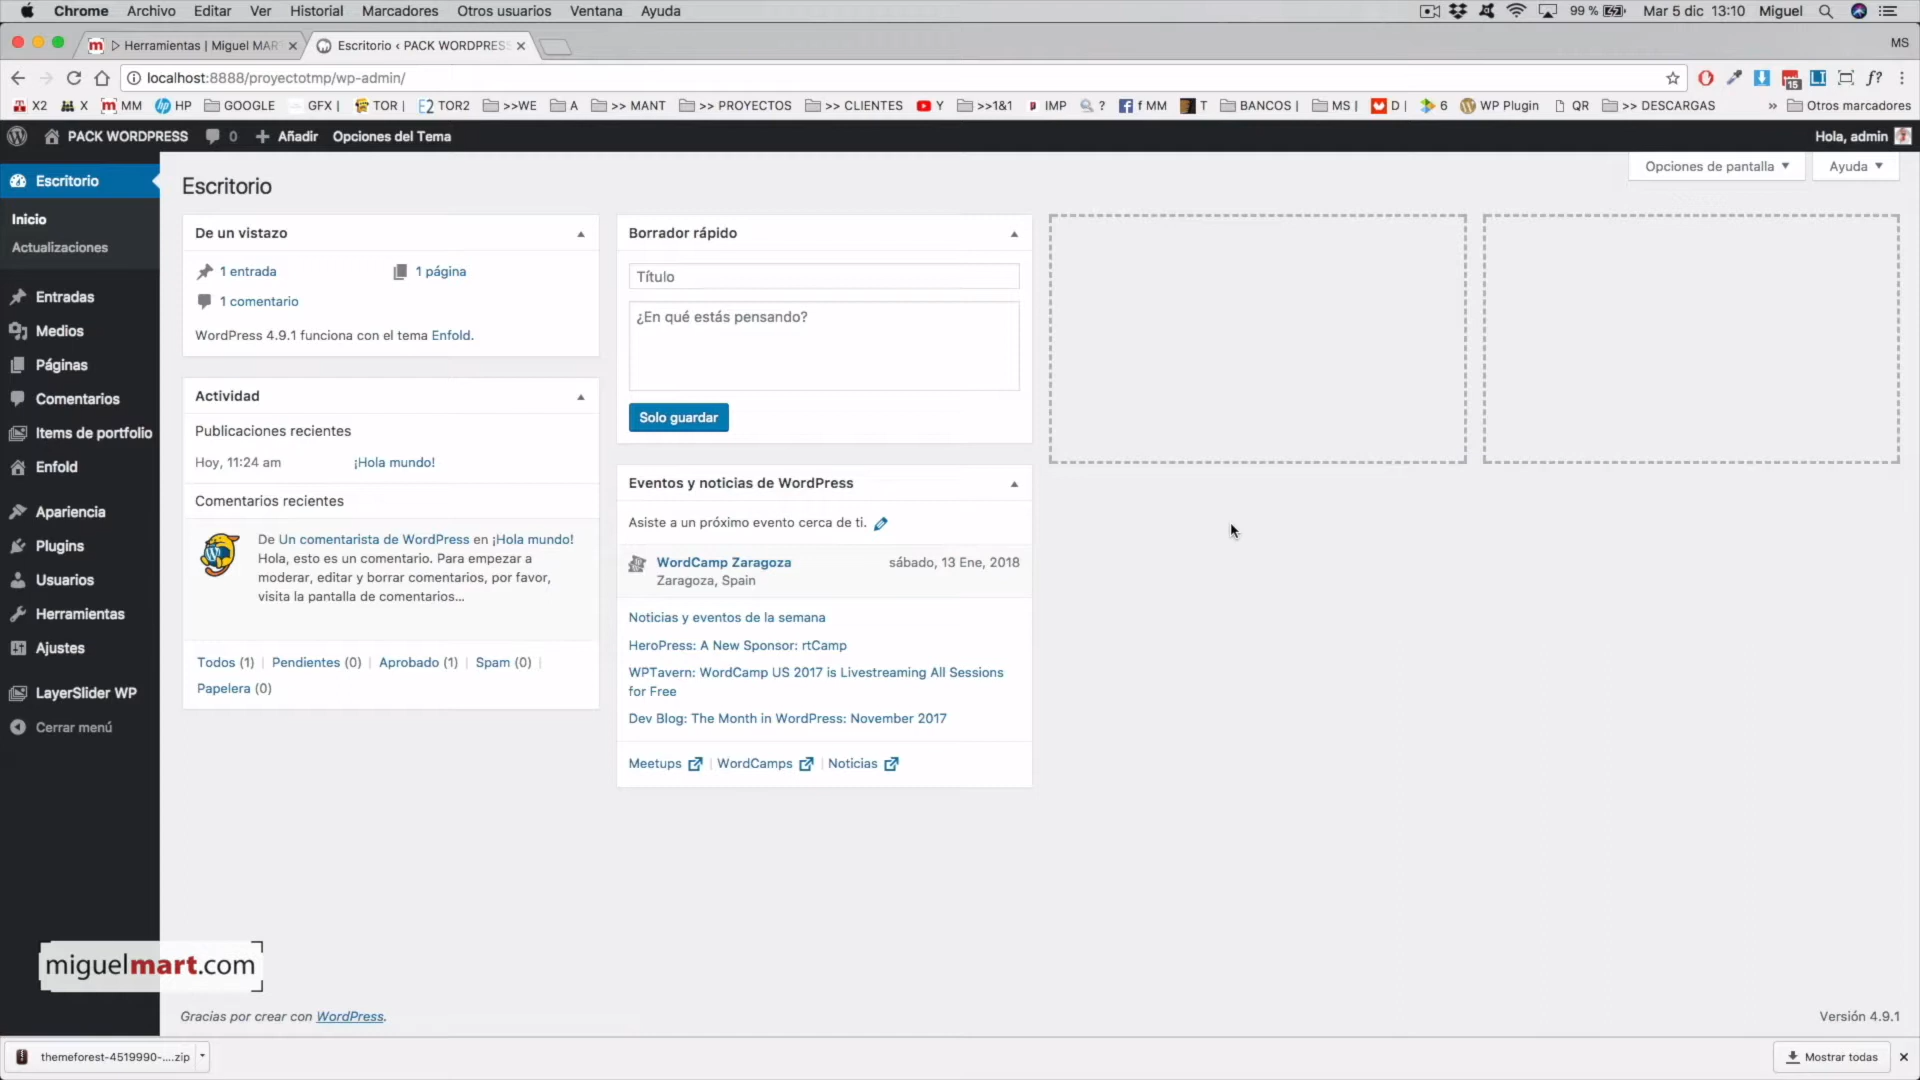 Chrome Archivo Editar Ver Historial Marcadores Otros usuarios Ventana Ayuda 99 % Mar 5 dic 13:10 Miguel
Herramientas | Miguel MAR Escritorio ‹ PACK WORDPRESS MS
localhost:8888/proyectotmp/wp-admin/
X2 X MM HP GOOGLE GFX | TOR | TOR2 >>WE A >> MANT >> PROYECTOS >> CLIENTES Y >>1&1 IMP ? f MM T BANCOS | MS | D | 6 WP Plugin QR >> DESCARGAS » Otros marcadores
PACK WORDPRESS 0 Añadir Opciones del Tema Hola, admin
Opciones de pantalla Ayuda
Escritorio
Inicio
Actualizaciones
Entradas
Medios
Páginas
Comentarios
Items de portfolio
Enfold
Apariencia
Plugins
Usuarios
Herramientas
Ajustes
LayerSlider WP
Cerrar menú
Escritorio
De un vistazo
1 entrada 1 página
1 comentario
WordPress 4.9.1 funciona con el tema Enfold.
Actividad
Publicaciones recientes
Hoy, 11:24 am ¡Hola mundo!
Comentarios recientes
De Un comentarista de WordPress en ¡Hola mundo!
Hola, esto es un comentario. Para empezar a
moderar, editar y borrar comentarios, por favor,
visita la pantalla de comentarios...
Todos (1) | Pendientes (0) | Aprobado (1) | Spam (0) |
Papelera (0)
Borrador rápido
Título
¿En qué estás pensando?
Solo guardar
Eventos y noticias de WordPress
Asiste a un próximo evento cerca de ti.
WordCamp Zaragoza sábado, 13 Ene, 2018
Zaragoza, Spain
Noticias y eventos de la semana
HeroPress: A New Sponsor: rtCamp
WPTavern: WordCamp US 2017 is Livestreaming All Sessions
for Free
Dev Blog: The Month in WordPress: November 2017
Meetups | WordCamps | Noticias
miguelmart.com
Gracias por crear con WordPress. Versión 4.9.1
themeforest-4519990-....zip Mostrar todas